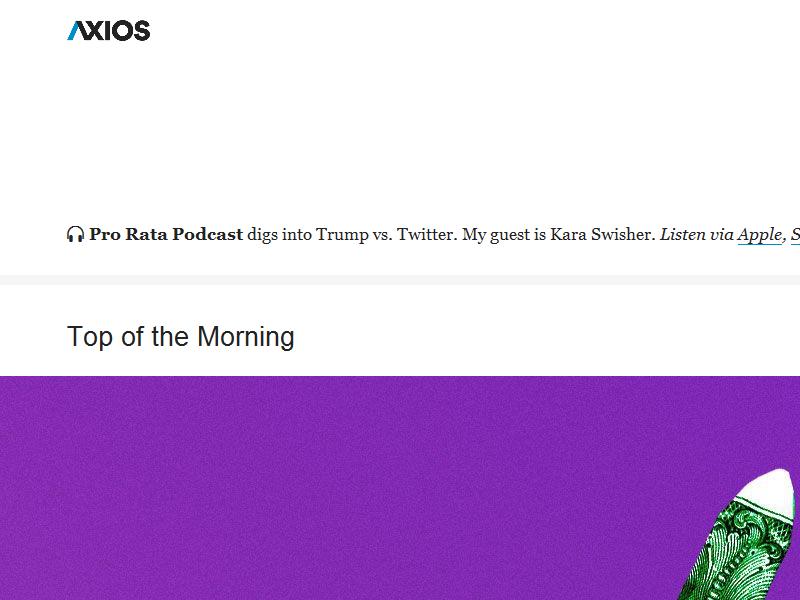 AXIOS
Pro Rata Podcast digs into Trump vs. Twitter. My guest is Kara Swisher. Listen via Apple, S
Top of the Morning